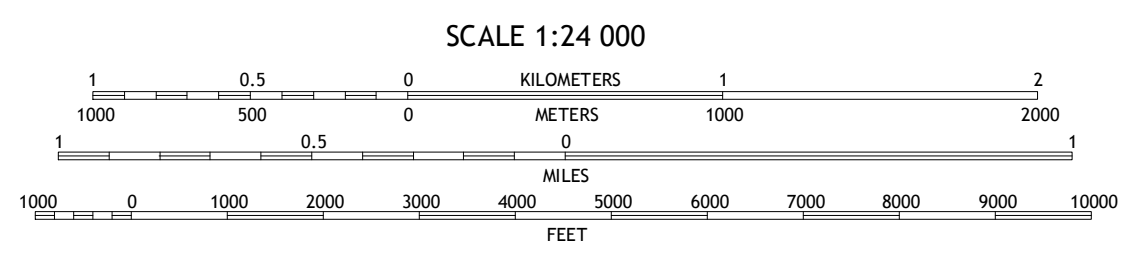 SCALE 1:24 000
1 0.5 0 KILOMETERS 1 2
1000 500 0 METERS 1000 2000
1 0.5 0 1
MILES
1000 0 1000 2000 3000 4000 5000 6000 7000 8000 9000 10000
FEET